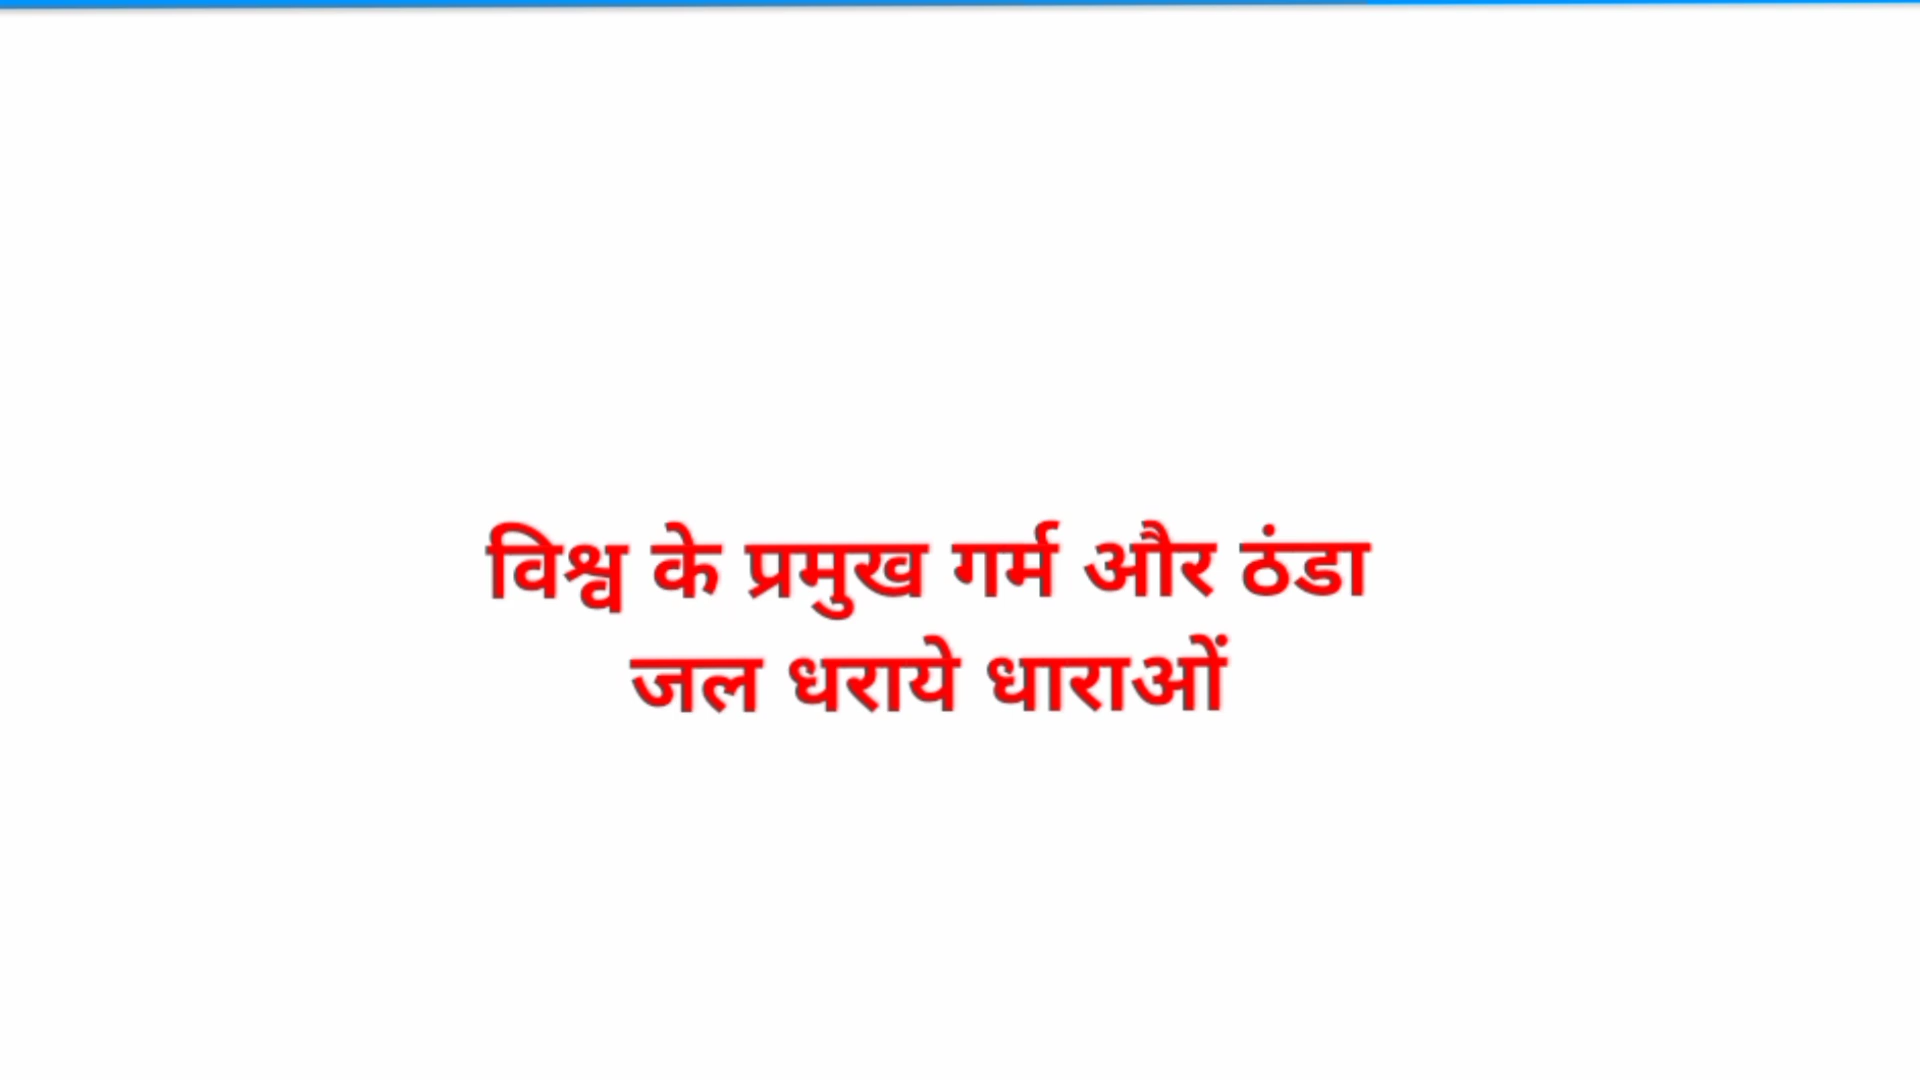 विश्व के प्रमुख गर्म और ठंडा
जल धराये धाराओं